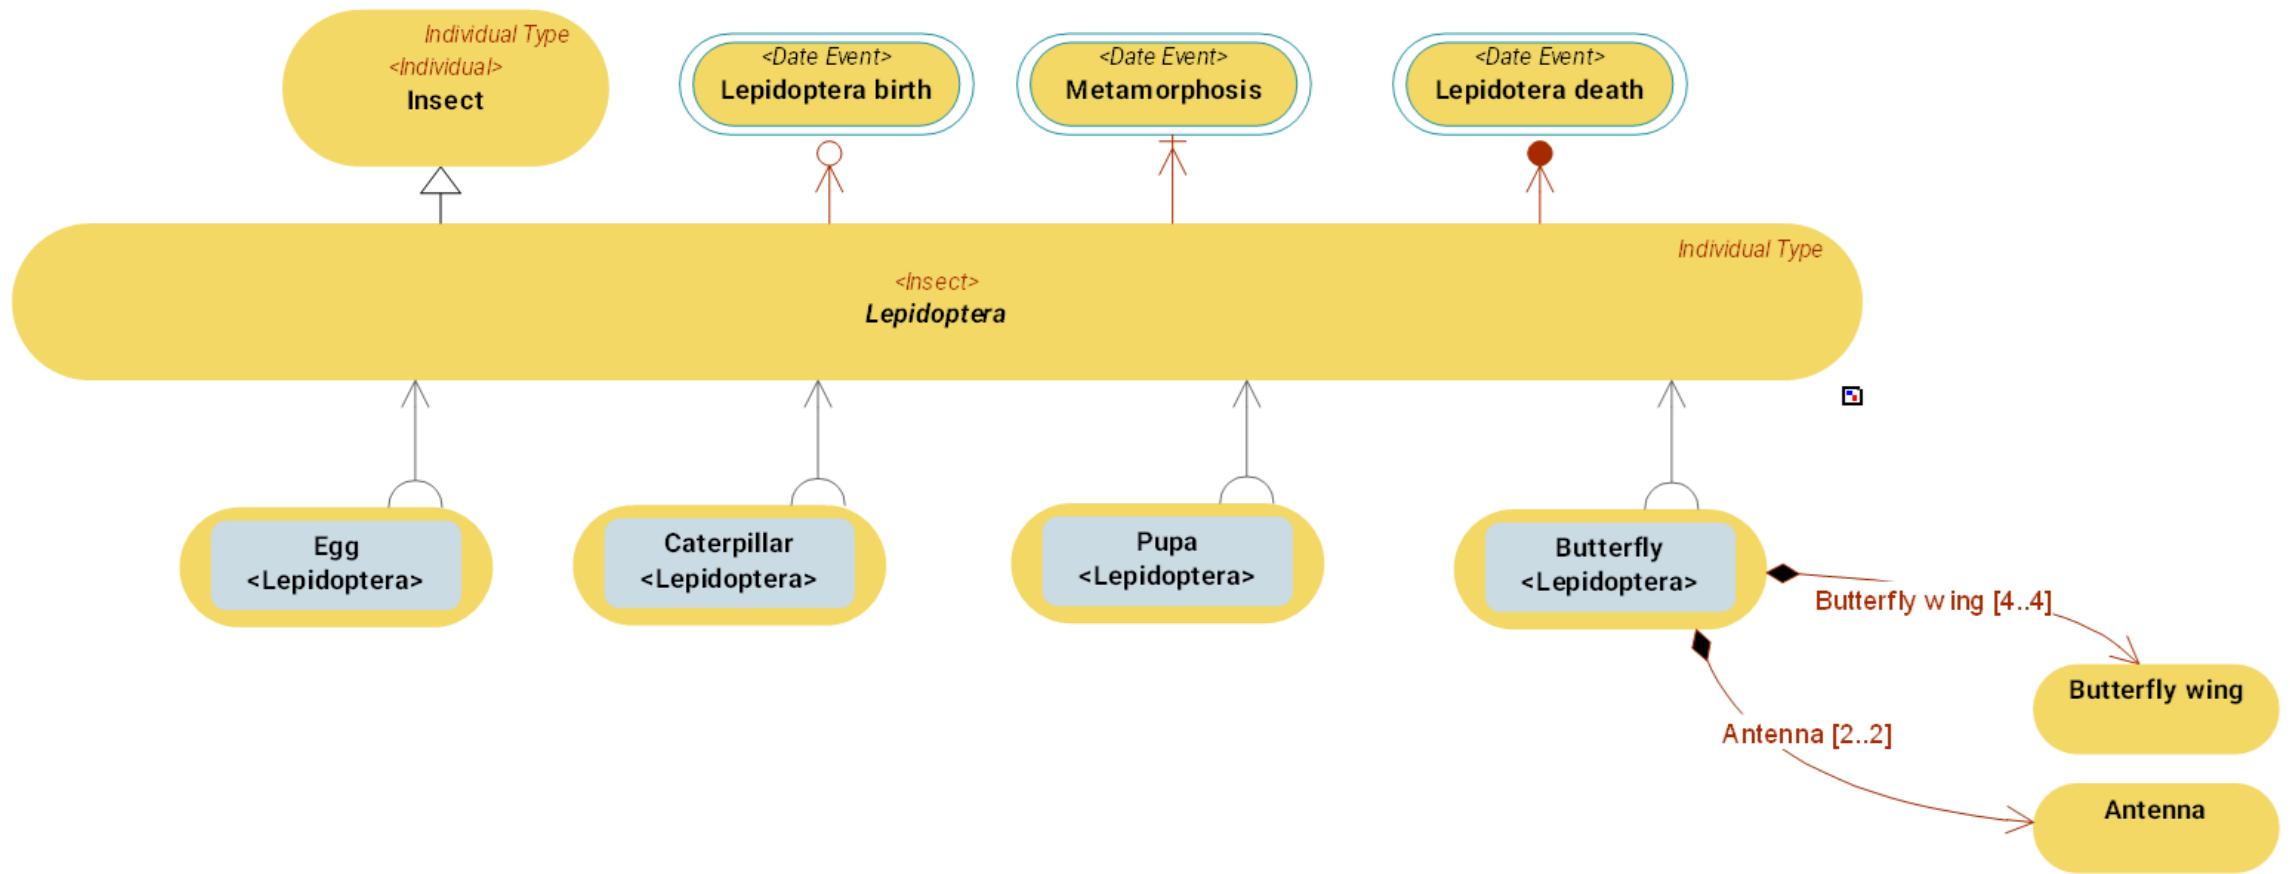 Individual Type
<Individual>
Insect
<Date Event>
Lepidoptera birth
<Date Event>
Metamorphosis
<Date Event>
Lepidotera death
Individual Type
<Insect>
Lepidoptera
Egg
<Lepidoptera>
Caterpillar
<Lepidoptera>
Pupa
<Lepidoptera>
Butterfly
<Lepidoptera>
Butterfly wing [4..4]
Butterfly wing
Antenna [2..2]
Antenna